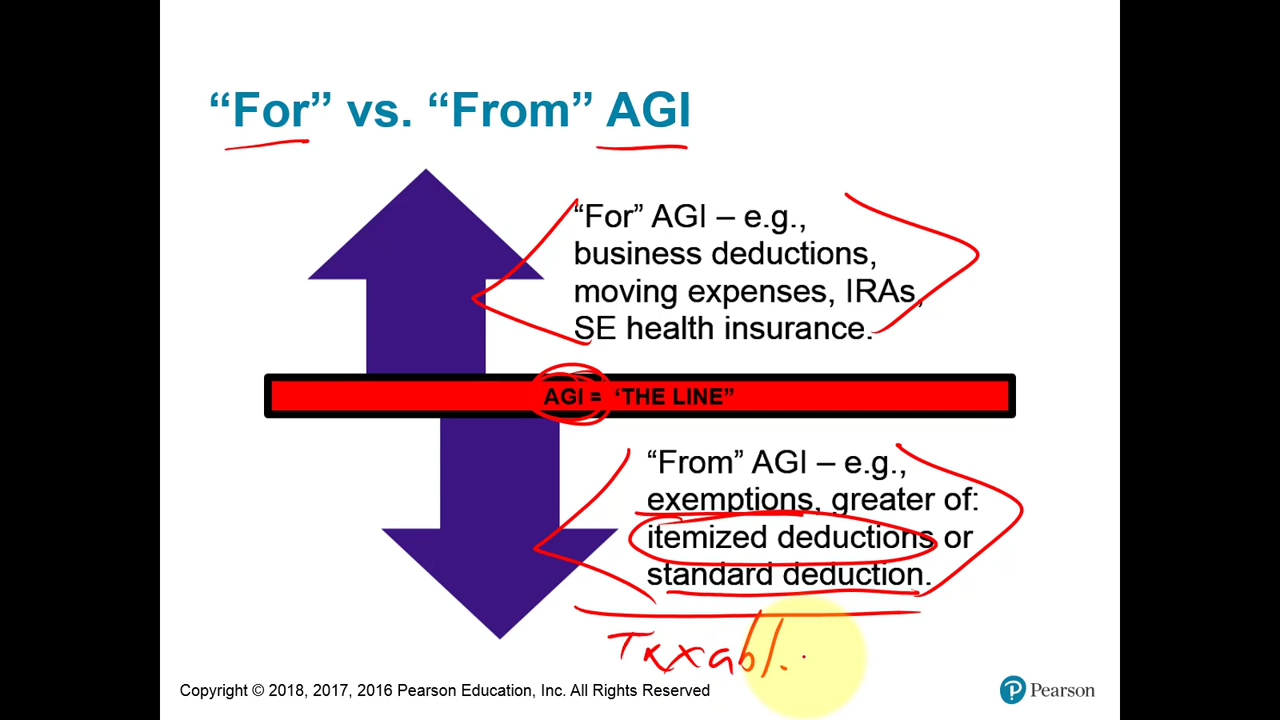 “For” vs. “From” AGI
“For” AGI – e.g.,
business deductions,
moving expenses, IRAs,
SE health insurance.
AGI = ‘THE LINE”
“From” AGI – e.g.,
exemptions, greater of:
itemized deductions or
standard deduction.
Copyright © 2018, 2017, 2016 Pearson Education, Inc. All Rights Reserved
Pearson